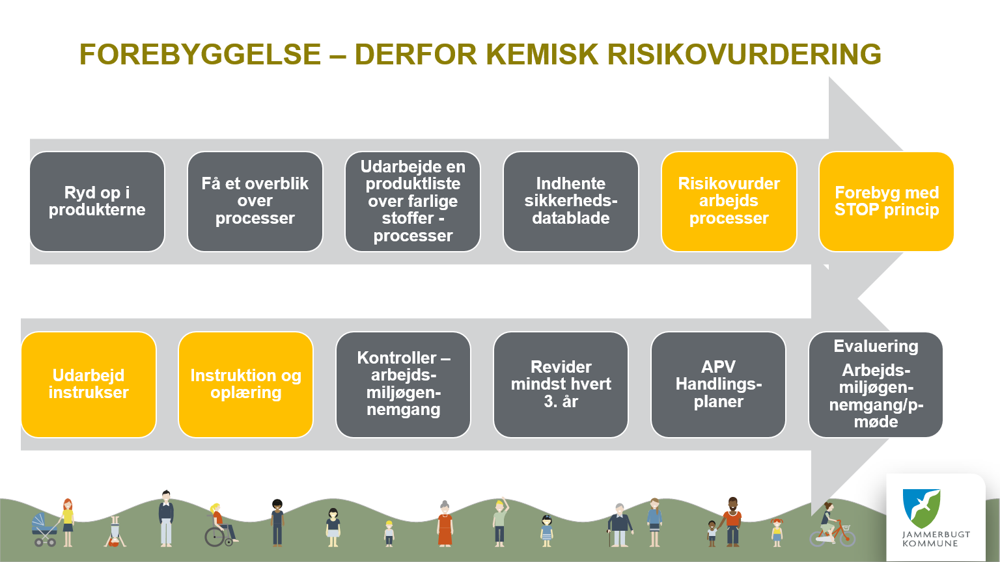 FOREBYGGELSE – DERFOR KEMISK RISIKOVURDERING
Ryd op i
produkterne
Få et overblik
over
processer
Udarbejde en
produktliste
over farlige
stoffer -
processer
Indhente
sikkerheds-
datablade
Risikovurder
arbejds
processer
Forebyg med
STOP princip
Udarbejd
instrukser
Instruktion og
oplæring
Kontroller –
arbejds-
miljøgen-
nemgang
Revider
mindst hvert
3. år
APV
Handlings-
planer
Evaluering
Arbejds-
miljøgen-
nemgang/p-
møde
JAMMERBUGT
KOMMUNE